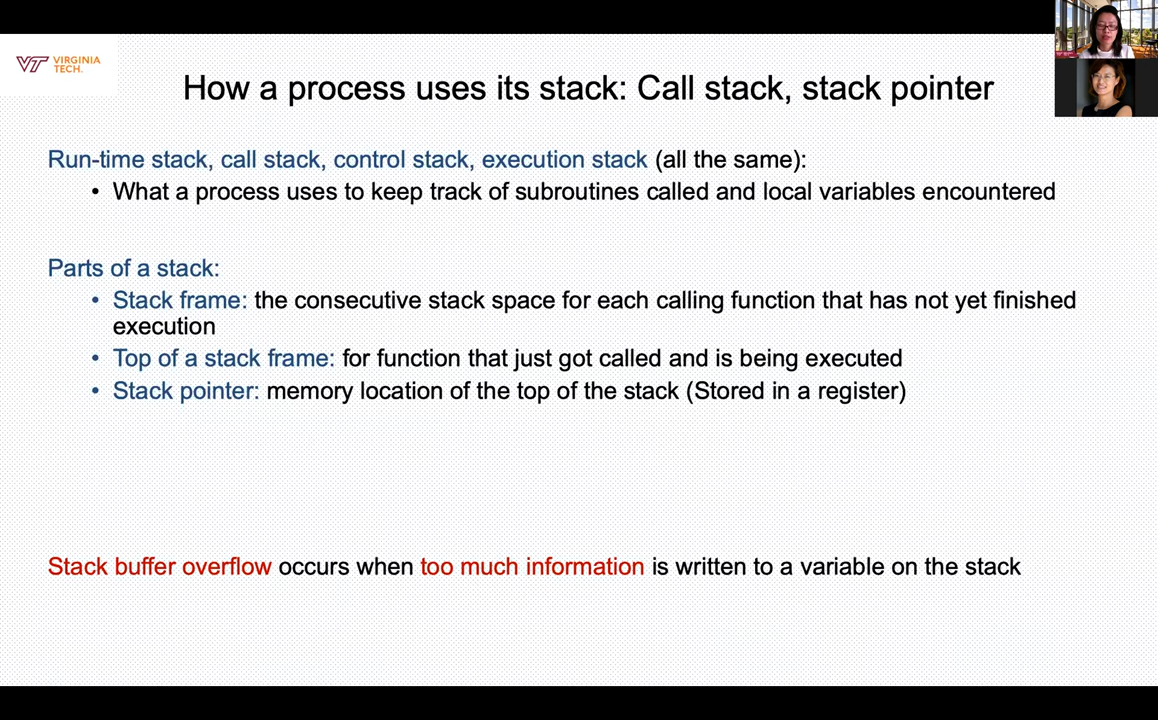 VT VIRGINIA
TECH.
How a process uses its stack: Call stack, stack pointer
Run-time stack, call stack, control stack, execution stack (all the same):
• What a process uses to keep track of subroutines called and local variables encountered
Parts of a stack:
• Stack frame: the consecutive stack space for each calling function that has not yet finished
execution
• Top of a stack frame: for function that just got called and is being executed
• Stack pointer: memory location of the top of the stack (Stored in a register)
Stack buffer overflow occurs when too much information is written to a variable on the stack